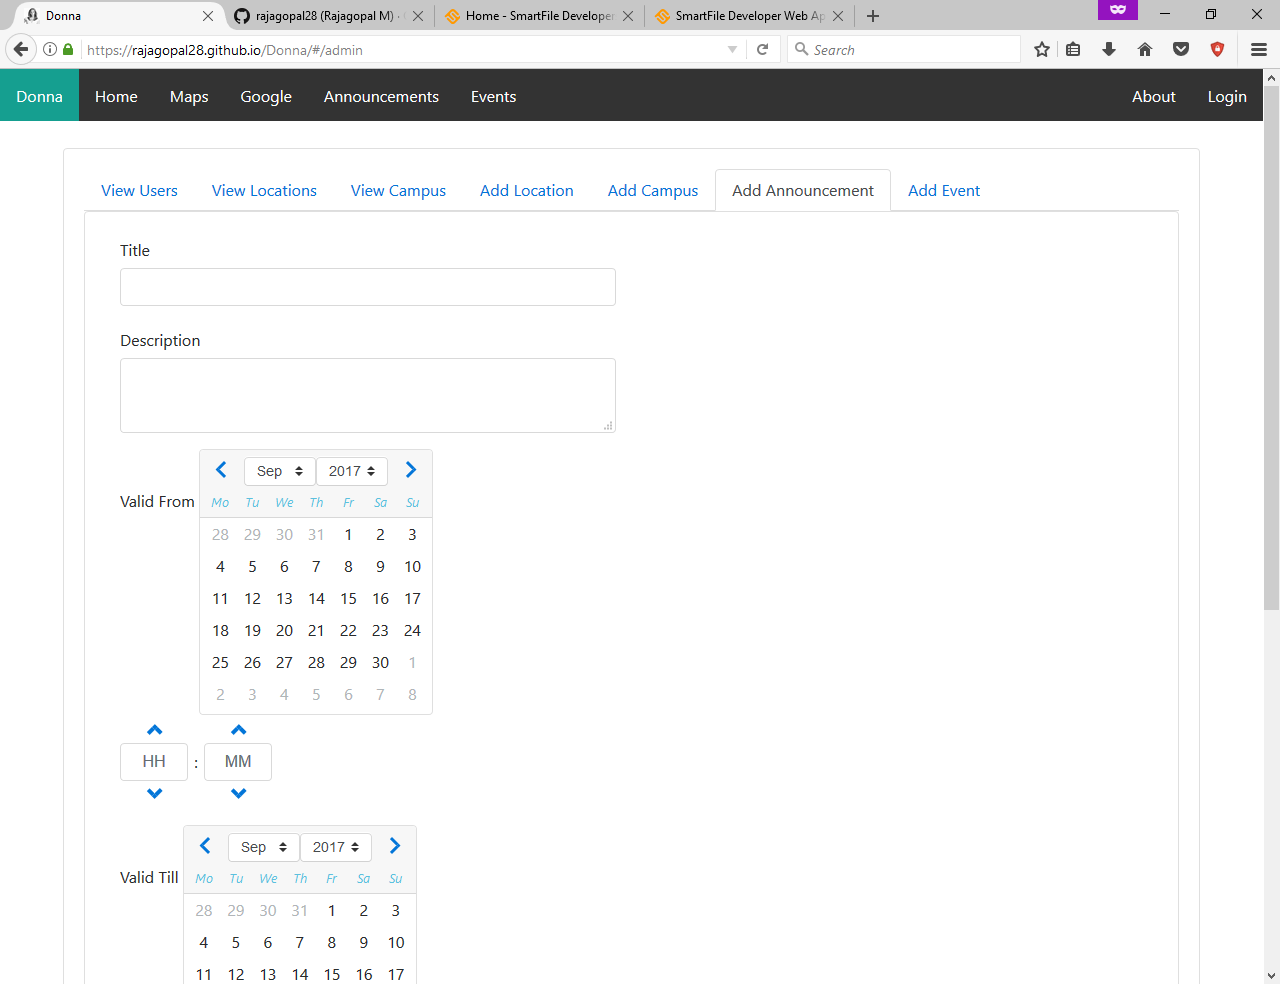 Donna
rajagopal28 (Rajagopal M) ·
Home - SmartFile Developer
SmartFile Developer Web Ap
https://rajagopal28.github.io/Donna/#/admin
Search
Donna Home Maps Google Announcements Events About Login
View Users View Locations View Campus Add Location Add Campus Add Announcement Add Event
Title
Description
Sep 2017
Valid From
Mo Tu We Th Fr Sa Su
28 29 30 31 1 2 3
4 5 6 7 8 9 10
11 12 13 14 15 16 17
18 19 20 21 22 23 24
25 26 27 28 29 30 1
2 3 4 5 6 7 8
HH : MM
Sep 2017
Valid Till
Mo Tu We Th Fr Sa Su
28 29 30 31 1 2 3
4 5 6 7 8 9 10
11 12 13 14 15 16 17